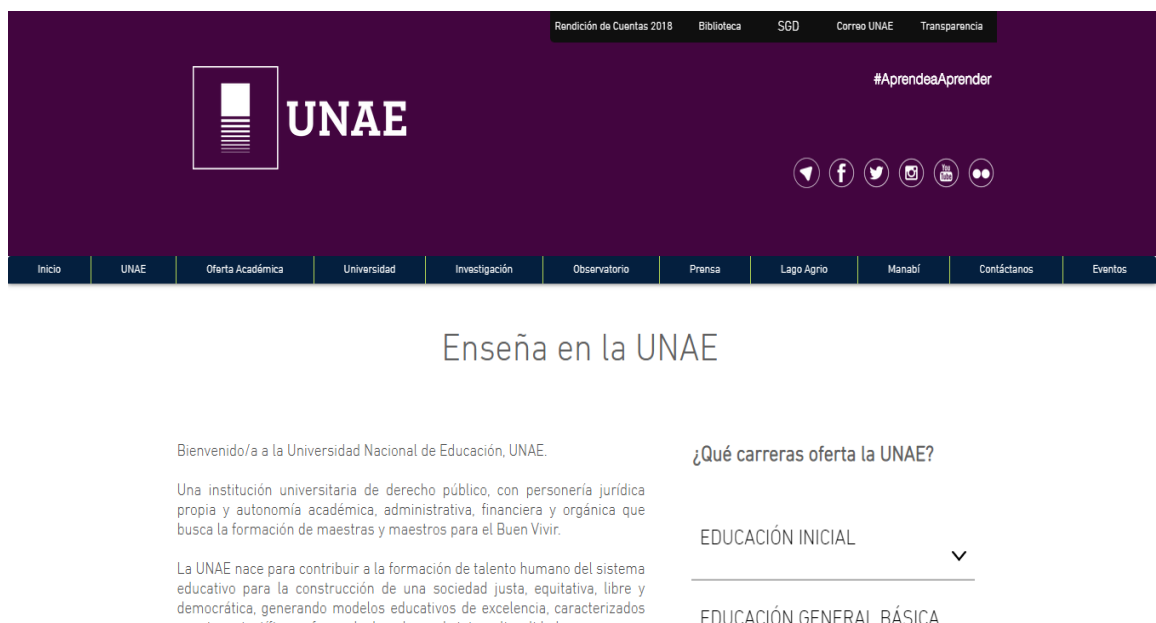 Rendición de Cuentas 2018 Biblioteca SGD Correo UNAE Transparencia
#AprendeaAprender
UNAE
You
Tube
Inicio UNAE Oferta Académica Universidad Investigación Observatorio Prensa Lago Agrio Manabí Contáctanos Eventos
Enseña en la UNAE
Bienvenido/a a la Universidad Nacional de Educación, UNAE.
Una institución universitaria de derecho público, con personería jurídica
propia y autonomía académica, administrativa, financiera y orgánica que
busca la formación de maestras y maestros para el Buen Vivir.
La UNAE nace para contribuir a la formación de talento humano del sistema
educativo para la construcción de una sociedad justa, equitativa, libre y
democrática, generando modelos educativos de excelencia, caracterizados
¿Qué carreras oferta la UNAE?
EDUCACIÓN INICIAL
EDUCACIÓN GENERAL BÁSICA